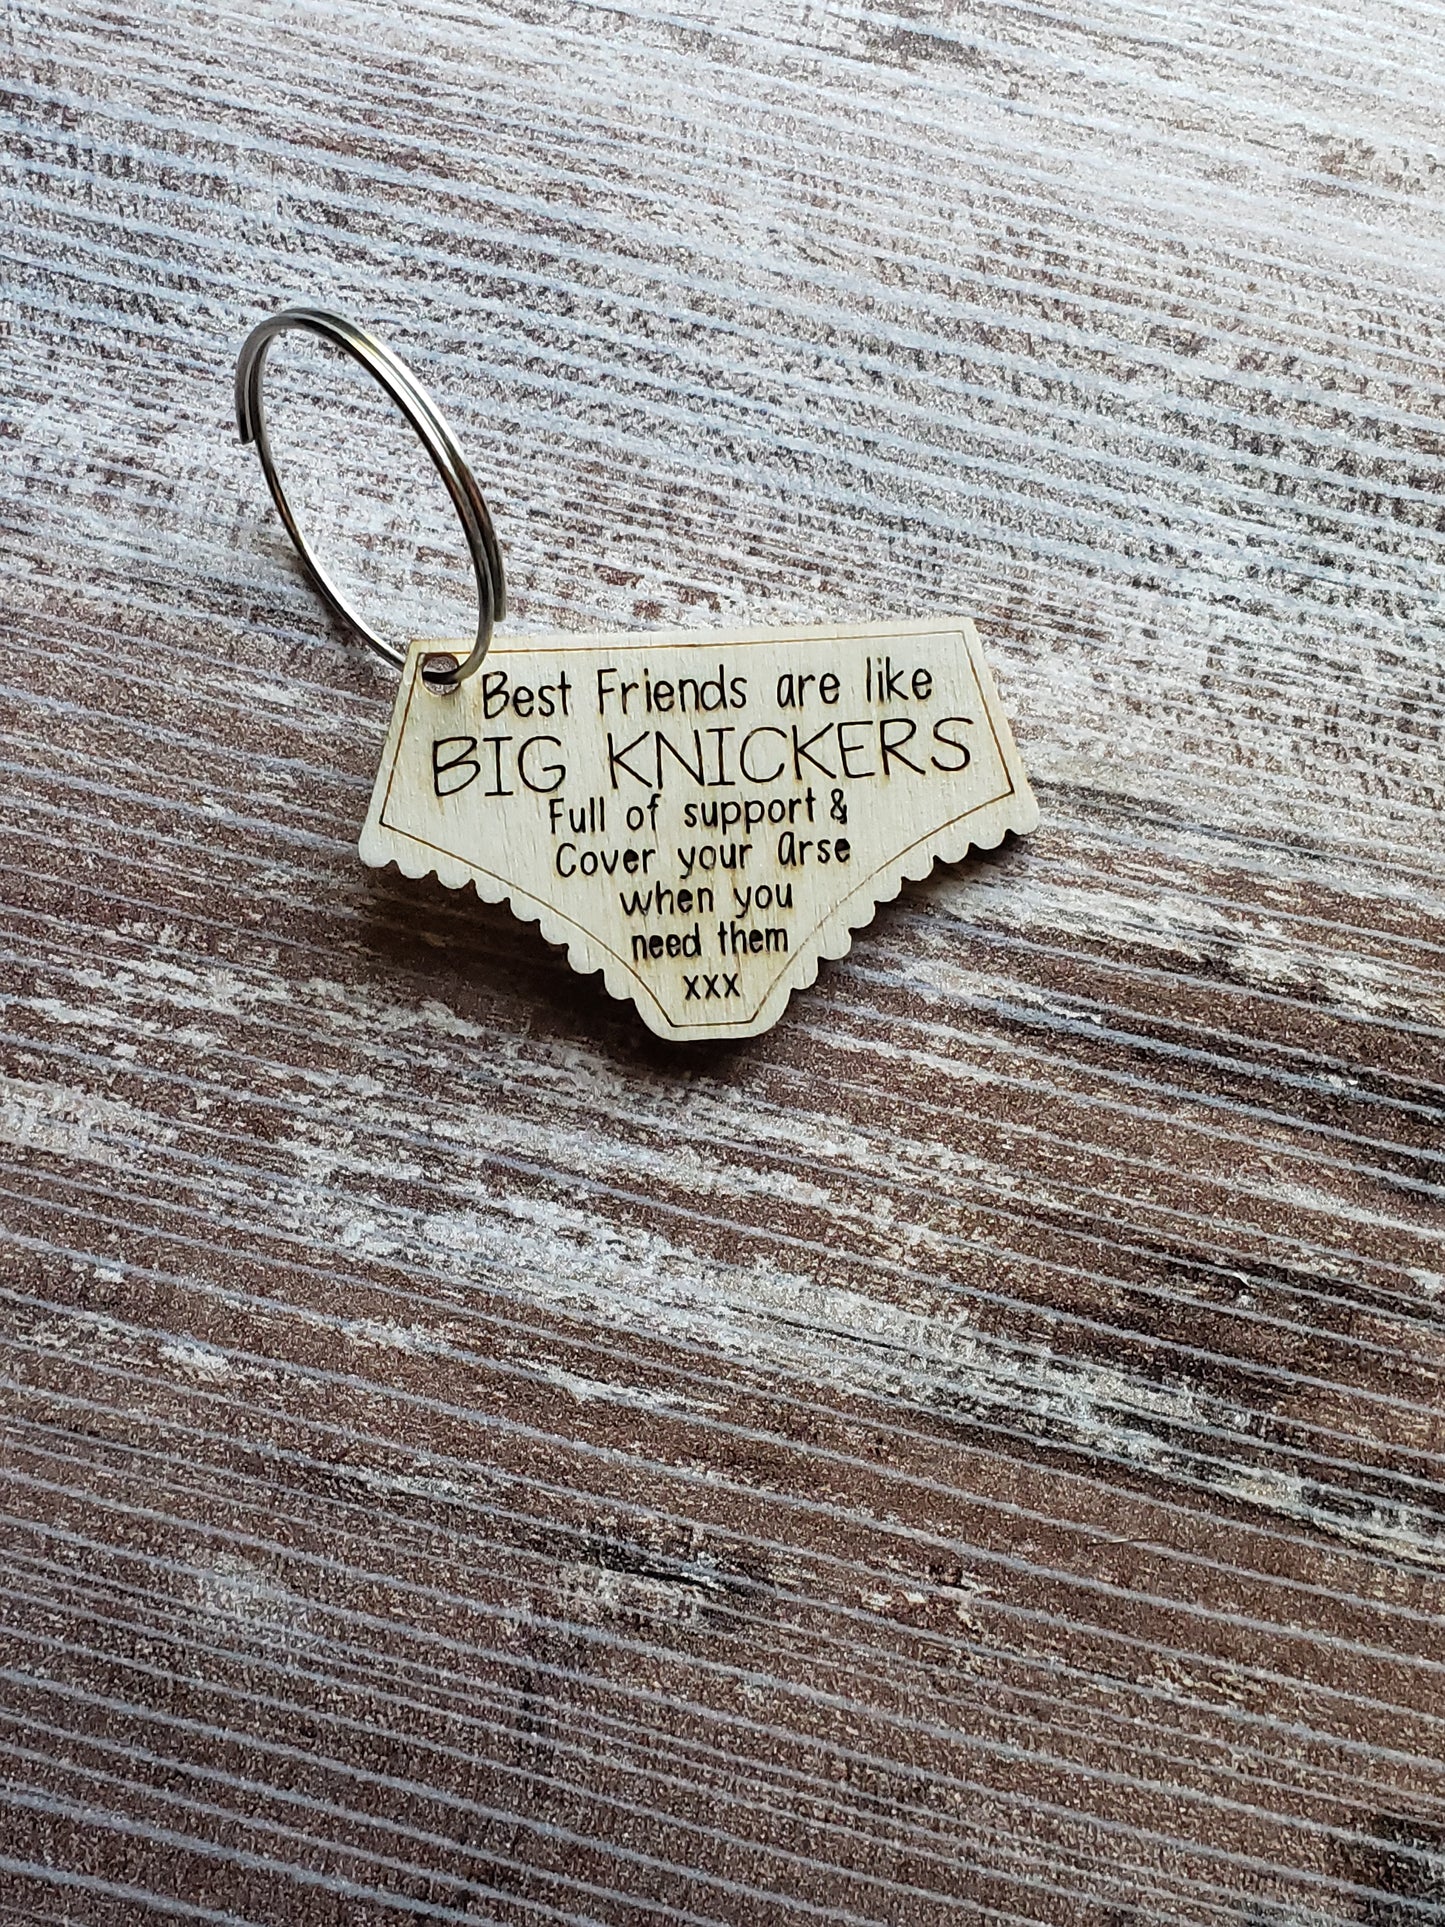 Best Friends are like
BIG KNICKERS
Full of support &
Cover your Arse
when you
need them
xxx